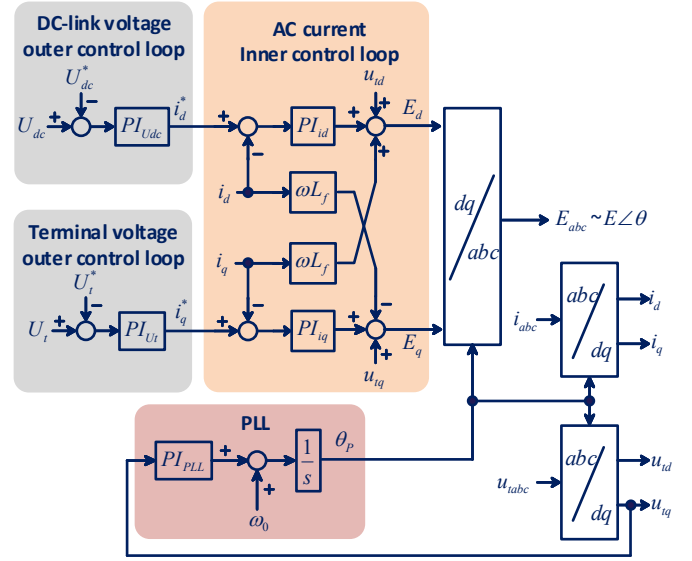 DC-link voltage
outer control loop
U*dc
Udc + − PIUdc i*d
AC current
Inner control loop
utd
+ − PIid + + + Ed
id ωLf
iq ωLf
Terminal voltage
outer control loop
U*t
Ut + − PIUt i*q
+ − PIiq + − + Eq
utq
dq
abc
Eabc ~ E∠θ
iabc abc
dq
id
iq
PLL
PIPLL + + 1
s
θP
ω0
utabc abc
dq
utd
utq